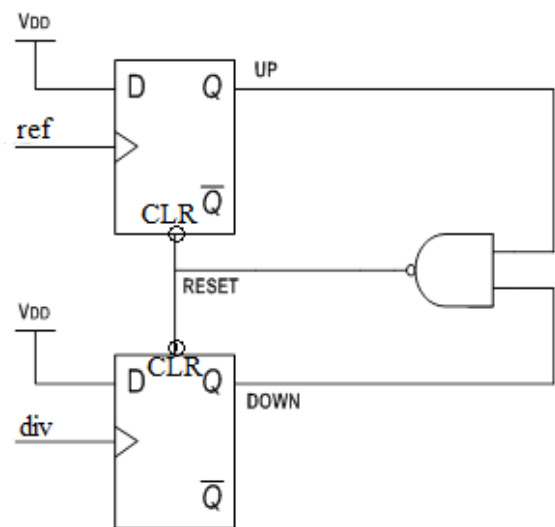 VDD
D Q UP
ref
Q
CLR
RESET
VDD
CLR
D Q DOWN
div
Q